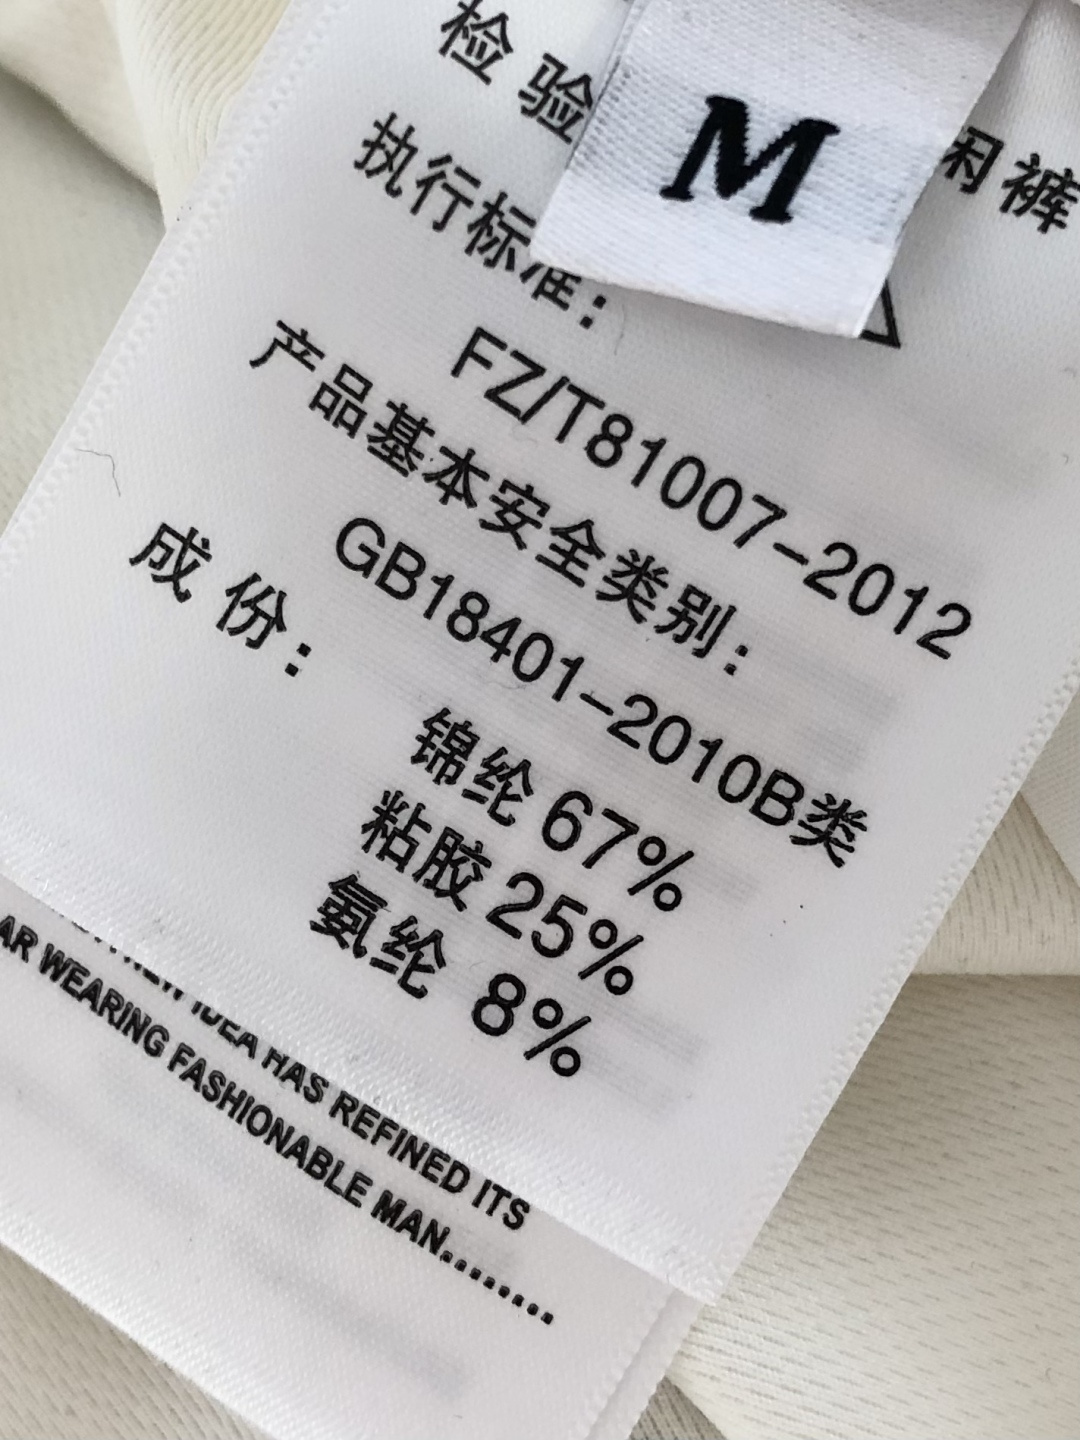 检 验
M
闲裤
执行标准：
FZ/T81007-2012
产品基本安全类别：
GB18401-2010B类
成 份：
锦纶 67%
粘胶 25%
氨纶 8%
IDEA HAS REFINED ITS
AR WEARING FASHIONABLE MAN........